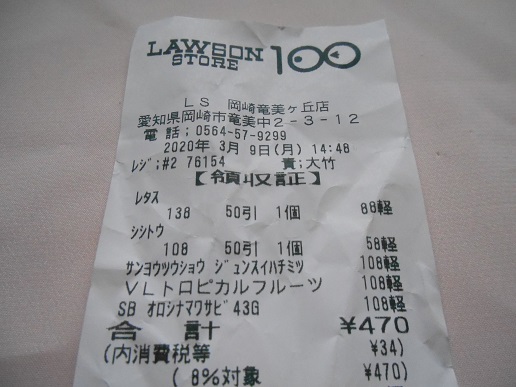 LAWSON
STORE 100
LS 岡崎竜美ヶ丘店
愛知県岡崎市竜美中2-3-12
電話;0564-57-9299
2020年 3月 9日(月) 14:48
レジ;#2 76154 責;大竹
【領収証】
レタス
138 50引 1個 88軽
シシトウ
108 50引 1個 58軽
サンヨウツウショウ ジュンスイハチミツ 108軽
VLトロピカルフルーツ 108軽
SB オロシナマワサビ43G 108軽
合 計 ¥470
(内消費税等 ¥34)
( 8%対象 ¥470)